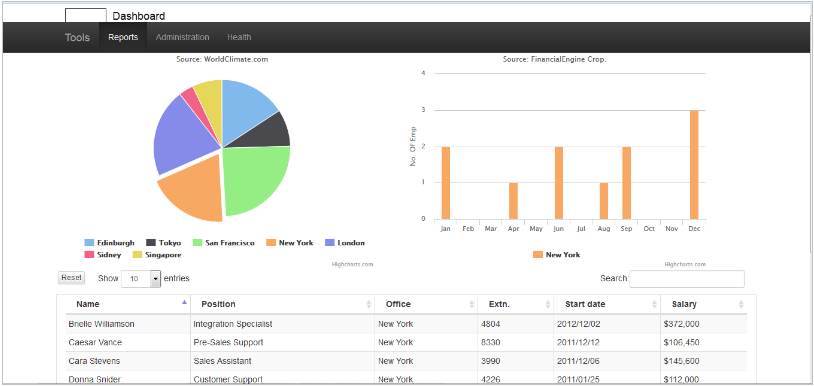 Dashboard
Tools Reports Administration Health
Source: WorldClimate.com
Edinburgh Tokyo San Francisco New York London
Sidney Singapore
Highcharts.com
Source: FinancialEngine Crop.
No. Of Emp
4
3
2
1
0
Jan Feb Mar Apr May Jun Jul Aug Sep Oct Nov Dec
New York
Highcharts.com
Reset Show 10 entries Search:
Name Position Office Extn. Start date Salary
Brielle Williamson Integration Specialist New York 4804 2012/12/02 $372,000
Caesar Vance Pre-Sales Support New York 8330 2011/12/12 $106,450
Cara Stevens Sales Assistant New York 3990 2011/12/06 $145,600
Donna Snider Customer Support New York 4226 2011/01/25 $112,000